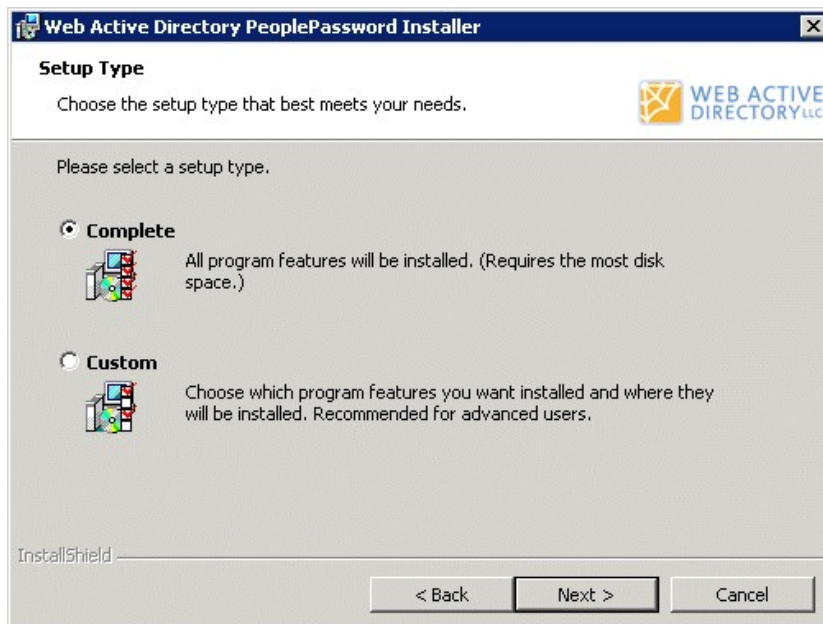 Web Active Directory PeoplePassword Installer
Setup Type
Choose the setup type that best meets your needs.
WEB ACTIVE
DIRECTORY LLC
Please select a setup type.
Complete
All program features will be installed. (Requires the most disk
space.)
Custom
Choose which program features you want installed and where they
will be installed. Recommended for advanced users.
InstallShield
< Back
Next >
Cancel